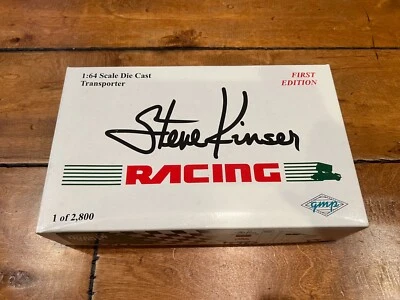 1:64 Scale Die Cast
Transporter
FIRST
EDITION
Steve Kinser
RACING
1 of 2,800
gmp